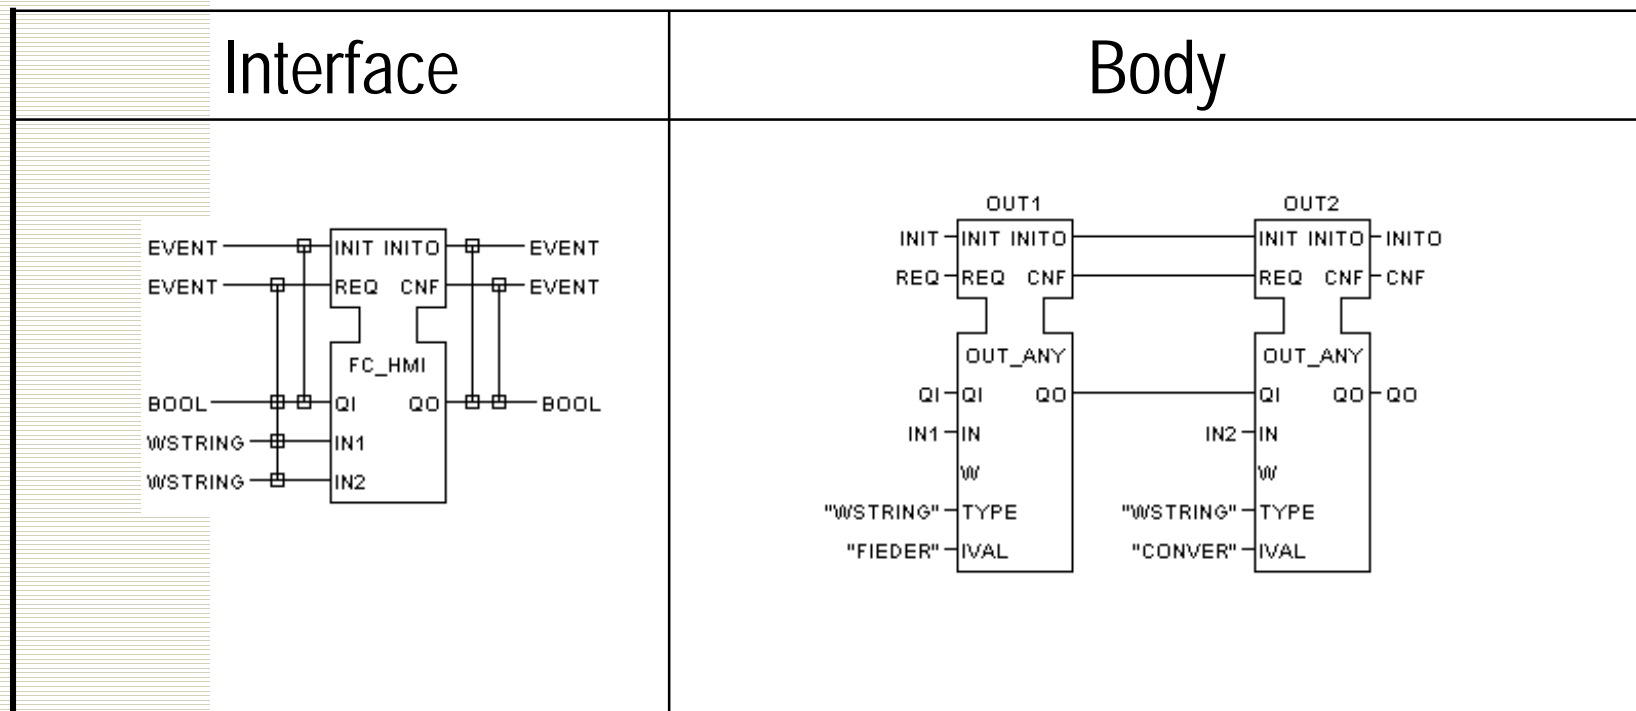 Interface
Body
EVENT INIT INITO EVENT
EVENT REQ CNF EVENT
FC_HMI
BOOL QI QO BOOL
WSTRING IN1
WSTRING IN2
OUT1 OUT2
INIT INIT INITO INIT INITO INITO
REQ REQ CNF REQ CNF CNF
OUT_ANY OUT_ANY
QI QI QO QI QO QO
IN1 IN IN2 IN
W W
"WSTRING" TYPE "WSTRING" TYPE
"FIEDER" IVAL "CONVER" IVAL